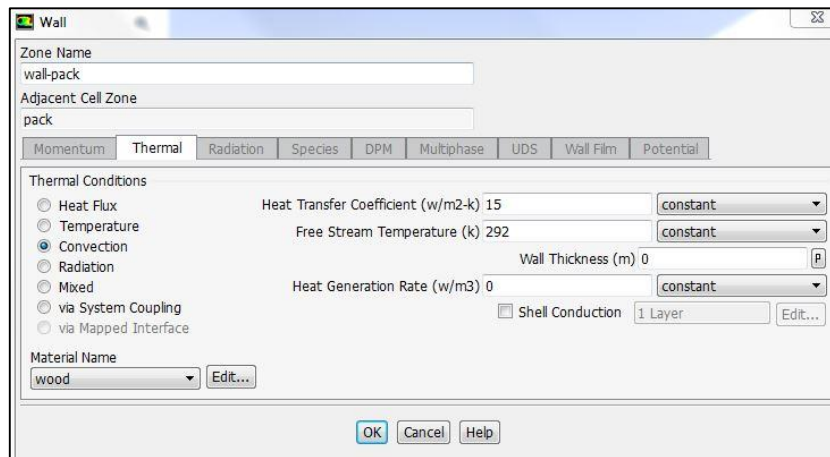 Wall
Zone Name
wall-pack
Adjacent Cell Zone
pack
Momentum Thermal Radiation Species DPM Multiphase UDS Wall Film Potential
Thermal Conditions
Heat Flux
Temperature
Convection
Radiation
Mixed
via System Coupling
via Mapped Interface
Heat Transfer Coefficient (w/m2-k) 15 constant
Free Stream Temperature (k) 292 constant
Wall Thickness (m) 0 P
Heat Generation Rate (w/m3) 0 constant
Shell Conduction 1 Layer Edit...
Material Name
wood Edit...
OK Cancel Help